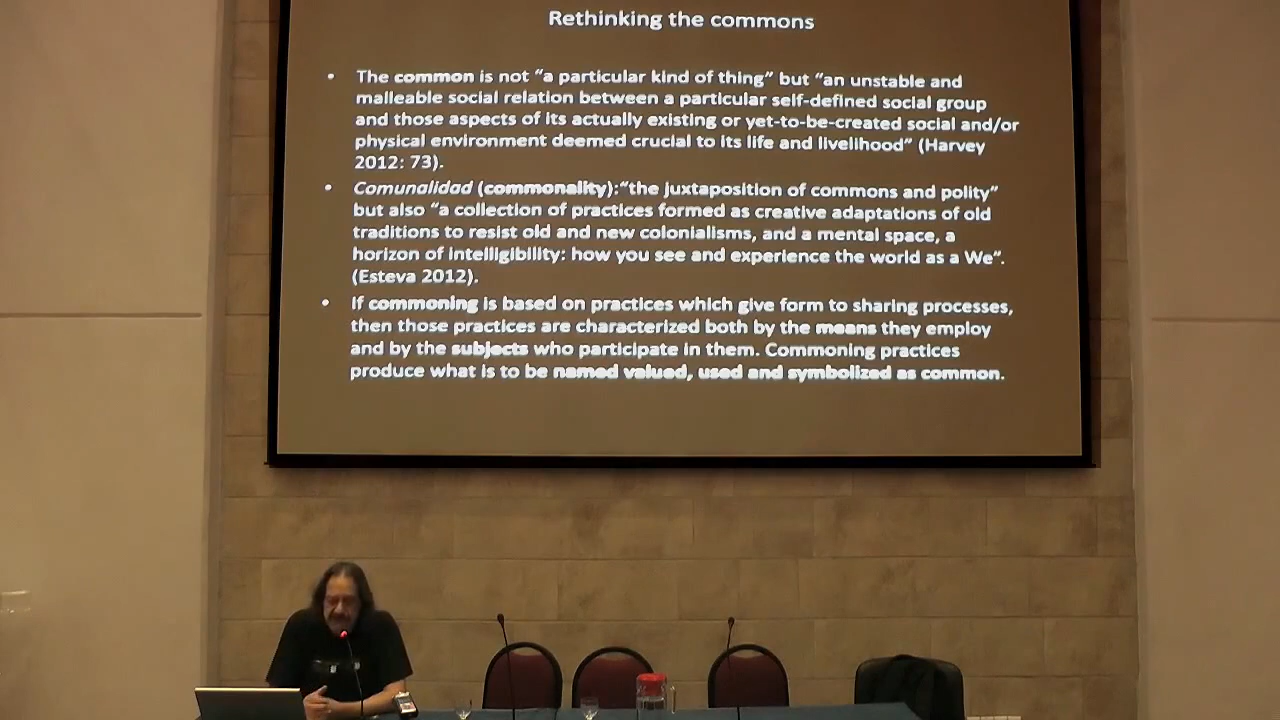 Rethinking the commons
• The common is not “a particular kind of thing” but “an unstable and
malleable social relation between a particular self-defined social group
and those aspects of its actually existing or yet-to-be-created social and/or
physical environment deemed crucial to its life and livelihood” (Harvey
2012: 73).
• Comunalidad (commonality):“the juxtaposition of commons and polity”
but also “a collection of practices formed as creative adaptations of old
traditions to resist old and new colonialisms, and a mental space, a
horizon of intelligibility: how you see and experience the world as a We”.
(Esteva 2012).
• If commoning is based on practices which give form to sharing processes,
then those practices are characterized both by the means they employ
and by the subjects who participate in them. Commoning practices
produce what is to be named valued, used and symbolized as common.